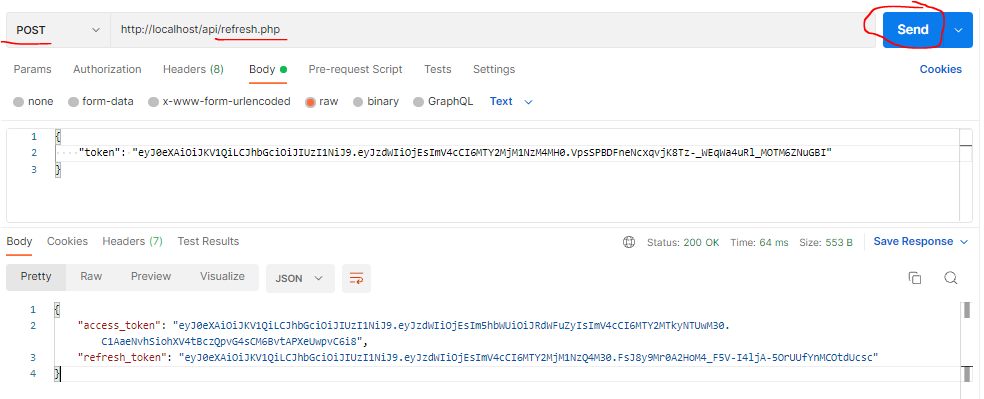 POST http://localhost/api/refresh.php Send
Params Authorization Headers (8) Body Pre-request Script Tests Settings Cookies
none form-data x-www-form-urlencoded raw binary GraphQL Text
1 {
2 "token": "eyJ0eXAiOiJKV1QiLCJhbGciOiJIUzI1NiJ9.eyJzdWIiOjEsImV4cCI6MTY2MjM1NzM4MH0.VpsSPBDFneNcxqvjK8Tz-_WEqWa4uRl_MOTM6ZNuGBI"
3 }
Body Cookies Headers (7) Test Results Status: 200 OK Time: 64 ms Size: 553 B Save Response
Pretty Raw Preview Visualize JSON
1 {
2 "access_token": "eyJ0eXAiOiJKV1QiLCJhbGciOiJIUzI1NiJ9.eyJzdWIiOjEsIm5hbWUiOiJRdWFuZyIsImV4cCI6MTY2MTkyNTUwM30.
C1AaeNvhSiohXV4tBczQpvG4sCM6BvtAPXeUwpvC6i8",
3 "refresh_token": "eyJ0eXAiOiJKV1QiLCJhbGciOiJIUzI1NiJ9.eyJzdWIiOjEsImV4cCI6MTY2MjM1NzQ4M30.FsJ8y9Mr0A2HoM4_F5V-I4ljA-5OrUUfYnMCOtdUcsc"
4 }